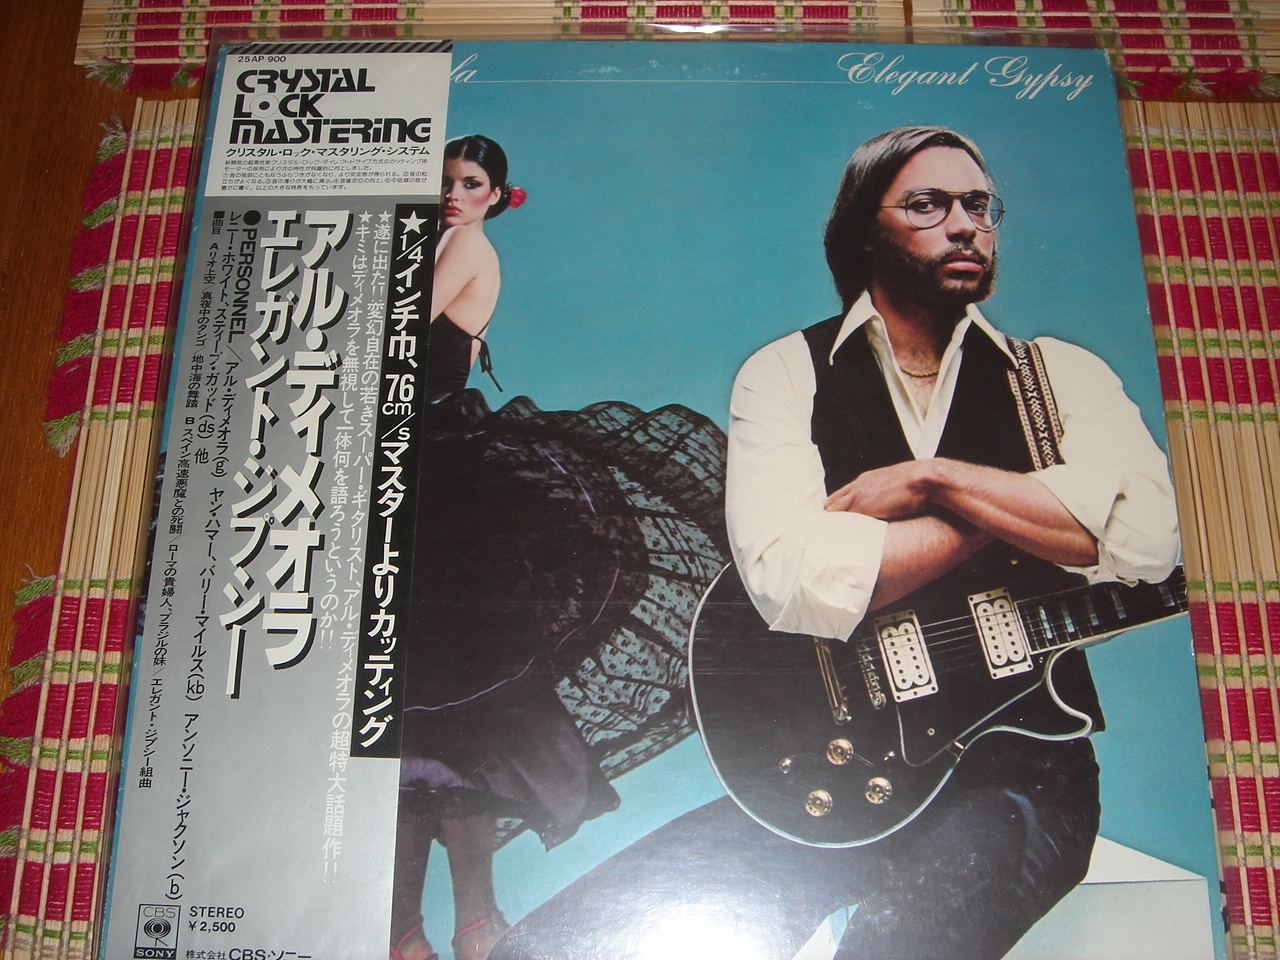 25AP 900
CRYSTAL
LOCK
MASTERING
クリスタル・ロック・マスタリング・システム
Elegant Gypsy
★1/4インチ巾、76cm/sマスターよりカッティング
★遂に出た!!変幻自在の若きスーパー・ギタリスト、アル・ディメオラの超特大話題作!!
★キミはディメオラを無視して一体何を語ろうというのか!!
アル・ディメオラ
エレガント・ジプシー
●PERSONNEL/アル・ディメオラ(g) ヤン・ハマー、バリー・マイルス(kb) アンソニー・ジャクソン(b)
レニー・ホワイト、スティーブ・ガッド(ds)他
■曲目 A リオ上空/真夜中のタンゴ/地中海の舞踏 B スペイン高速悪魔との死闘/ローマの貴婦人、ブラジルの妹/エレガント・ジプシー組曲
CBS
SONY
STEREO
¥2,500
株式会社CBS・ソニー